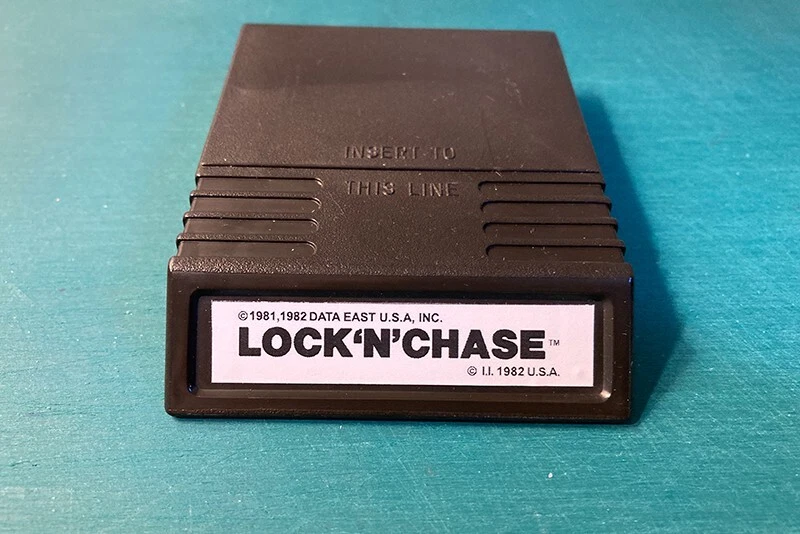 INSERT TO
THIS LINE
©1981,1982 DATA EAST U.S.A, INC.
LOCK‘N’CHASE™
© I.I. 1982 U.S.A.